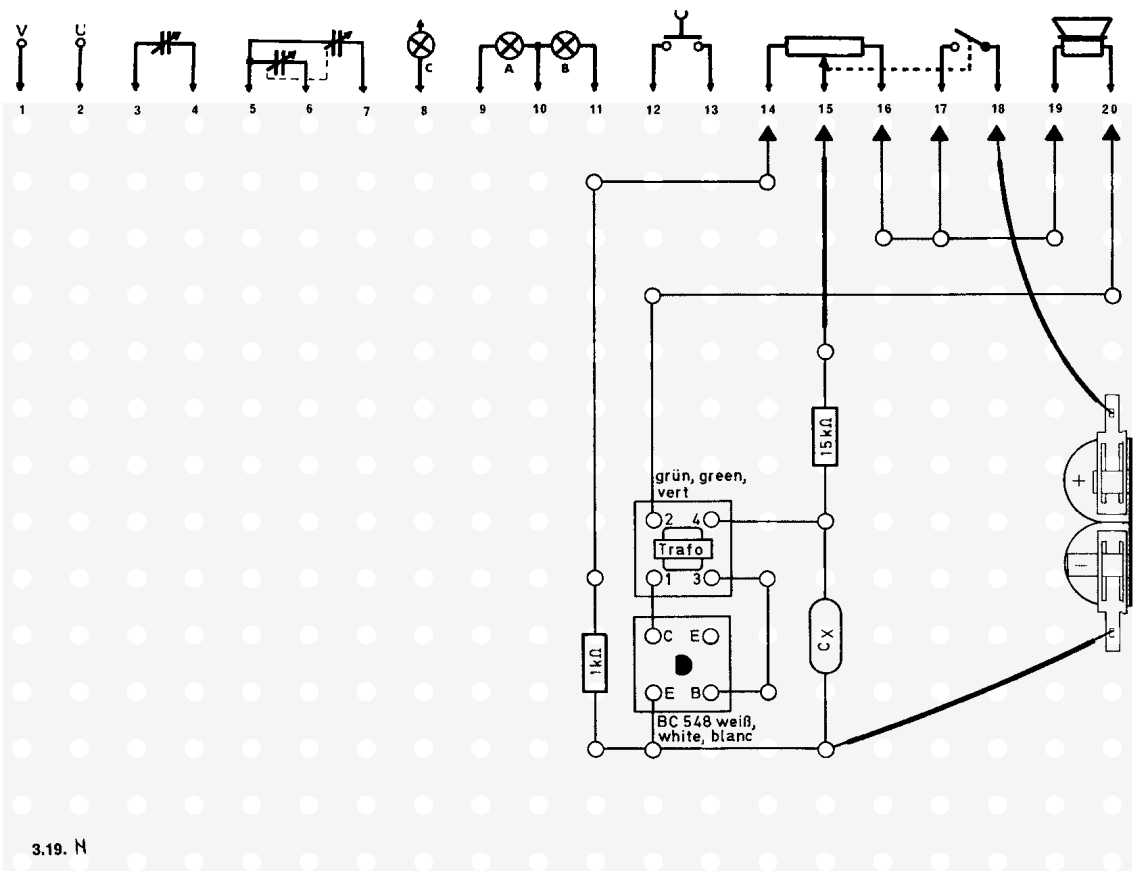 V
U
C
A
B
1
2
3
4
5
6
7
8
9
10
11
12
13
14
15
16
17
18
19
20
15kΩ
grün, green,
vert
2
4
Trafo
1
3
+
−
C
E
1kΩ
E
B
CX
BC 548 weiß,
white, blanc
3.19. N